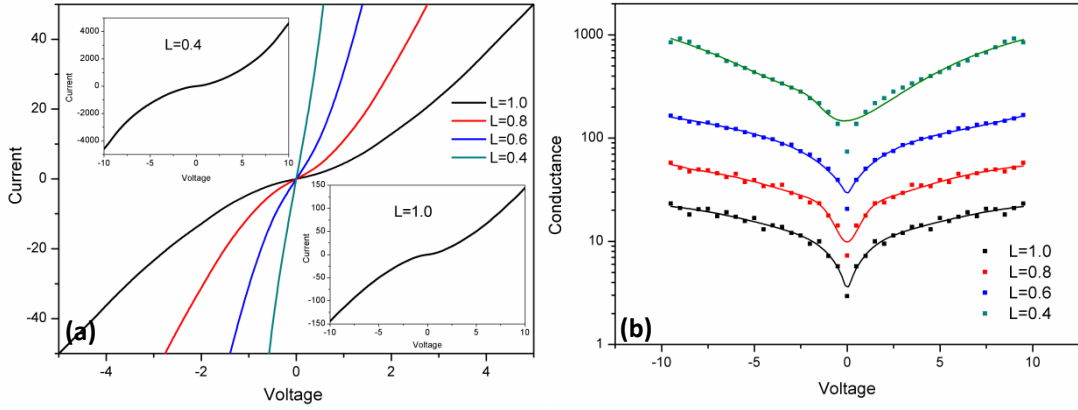 40
20
0
-20
-40
Current
-4
-2
0
2
4
Voltage
(a)
L=1.0
L=0.8
L=0.6
L=0.4
L=0.4
4000
2000
0
-2000
-4000
Current
-10
-5
0
5
10
Voltage
L=1.0
150
100
50
0
-50
-100
-150
Current
-10
-5
0
5
10
Voltage
1000
100
10
1
Conductance
-10
-5
0
5
10
Voltage
(b)
L=1.0
L=0.8
L=0.6
L=0.4